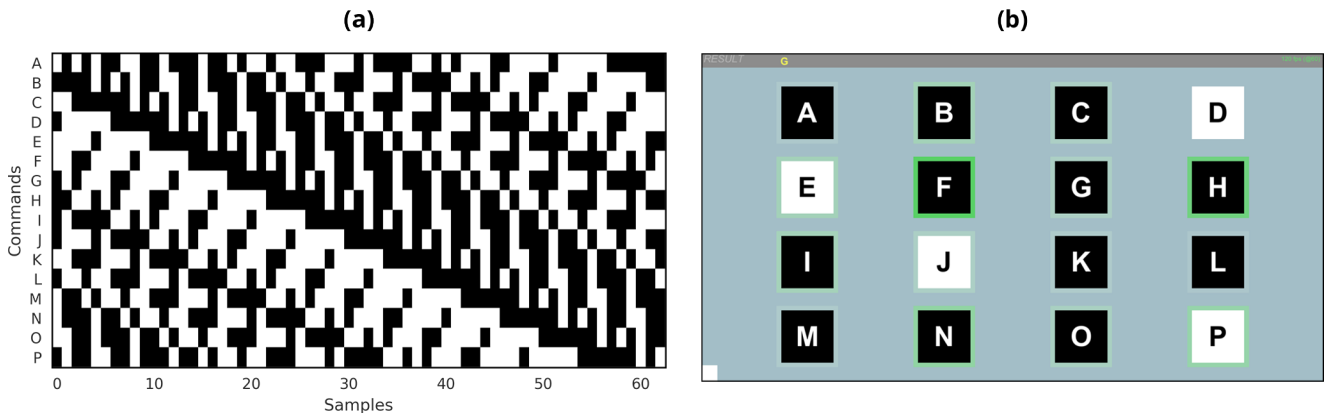 (a)
A
B
C
D
E
F
G
H
I
J
K
L
M
N
O
P
Commands
0 10 20 30 40 50 60
Samples
(b)
RESULT G
A B C D
E F G H
I J K L
M N O P